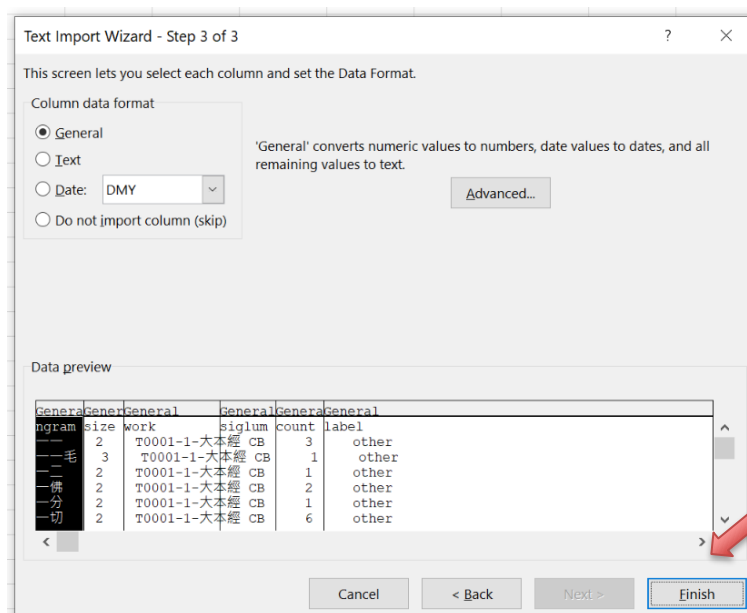 Text Import Wizard - Step 3 of 3
This screen lets you select each column and set the Data Format.
Column data format
General
Text
Date: DMY
Do not import column (skip)
'General' converts numeric values to numbers, date values to dates, and all
remaining values to text.
Advanced...
Data preview
Genera Gener General General Genera General
ngram size work siglum count label
一一 2 T0001-1-大本經 CB 3 other
一一毛 3 T0001-1-大本經 CB 1 other
一二 2 T0001-1-大本經 CB 1 other
一佛 2 T0001-1-大本經 CB 2 other
一分 2 T0001-1-大本經 CB 1 other
一切 2 T0001-1-大本經 CB 6 other
Cancel < Back Next > Finish